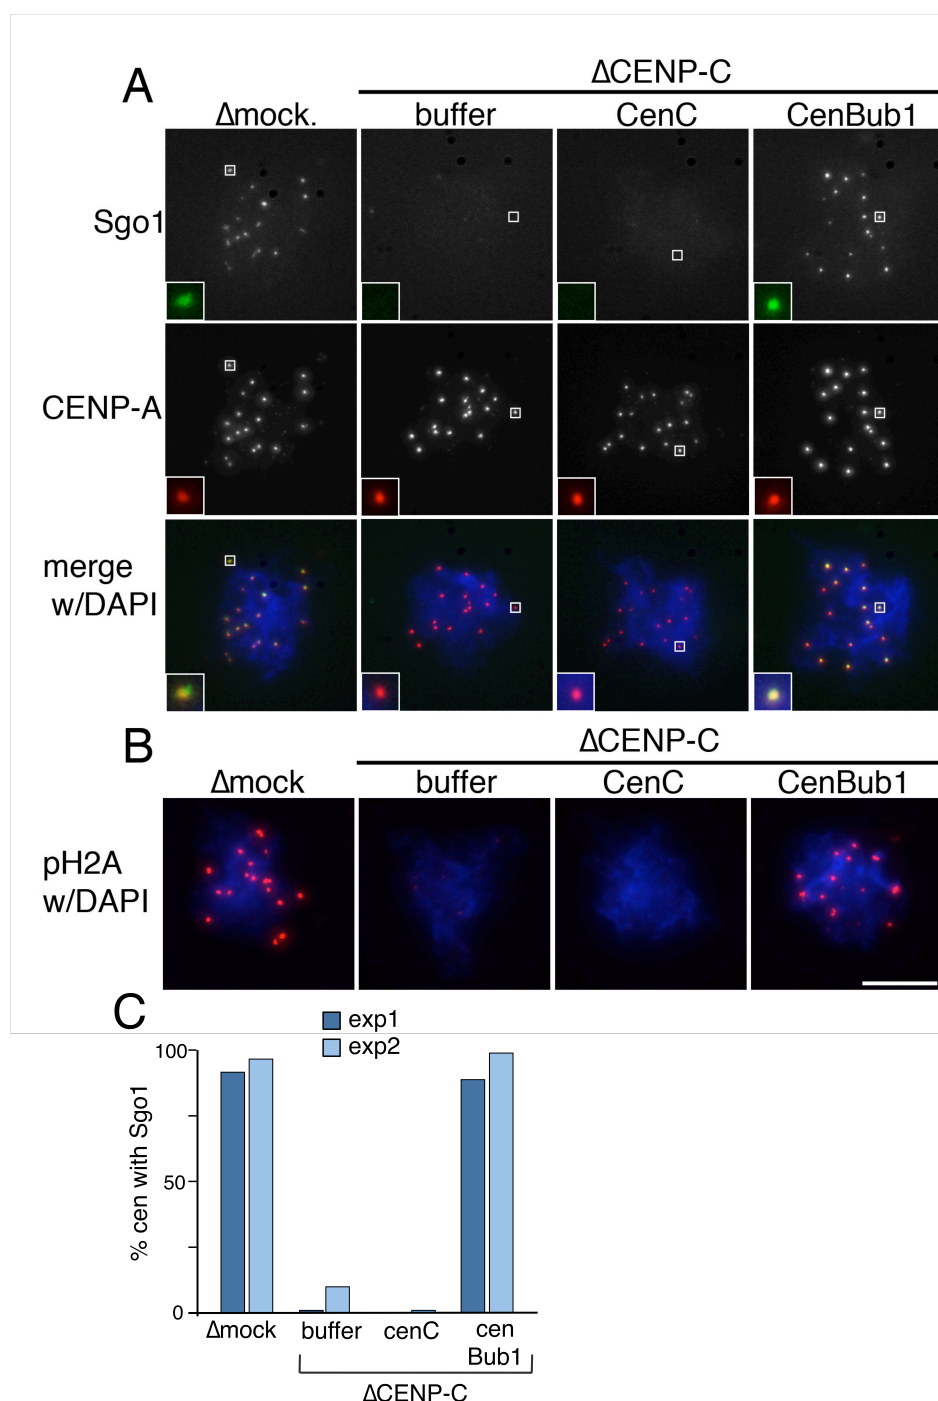 A
ΔCENP-C
Δmock. buffer CenC CenBub1
Sgo1
CENP-A
merge
w/DAPI
B
ΔCENP-C
Δmock buffer CenC CenBub1
pH2A
w/DAPI
C
exp1
exp2
100
50
0
% cen with Sgo1
Δmock buffer cenC cen
Bub1
ΔCENP-C